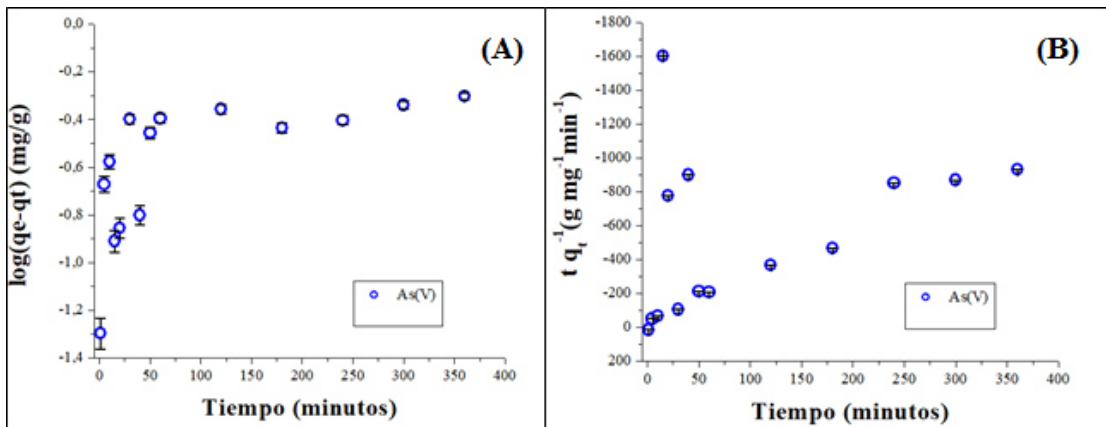 (A)
0,0
-0,2
-0,4
-0,6
-0,8
-1,0
-1,2
-1,4
log(qe-qt) (mg/g)
As(V)
0 50 100 150 200 250 300 350 400
Tiempo (minutos)
(B)
-1800
-1600
-1400
-1200
-1000
-800
-600
-400
-200
0
200
t qt-1(g mg-1min-1)
As(V)
0 50 100 150 200 250 300 350 400
Tiempo (minutos)